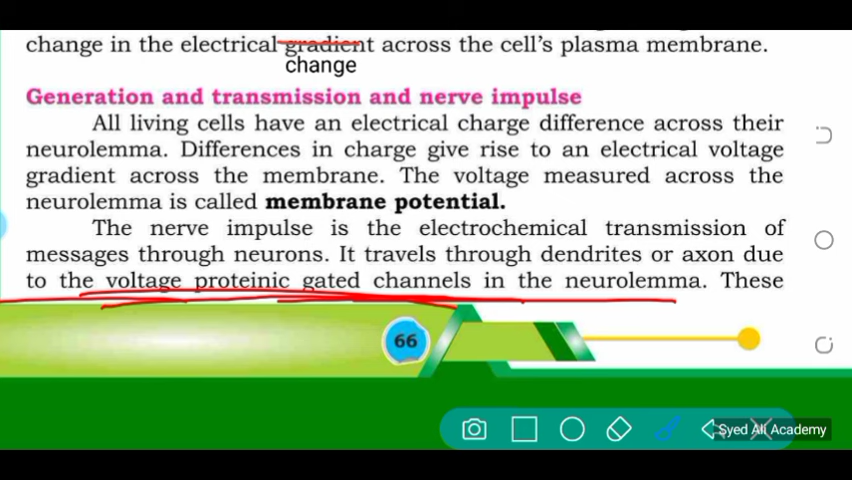 change in the electrical gradient across the cell's plasma membrane.
change
Generation and transmission and nerve impulse
All living cells have an electrical charge difference across their
neurolemma. Differences in charge give rise to an electrical voltage
gradient across the membrane. The voltage measured across the
neurolemma is called membrane potential.
The nerve impulse is the electrochemical transmission of
messages through neurons. It travels through dendrites or axon due
to the voltage proteinic gated channels in the neurolemma. These
66
Syed Ali Academy